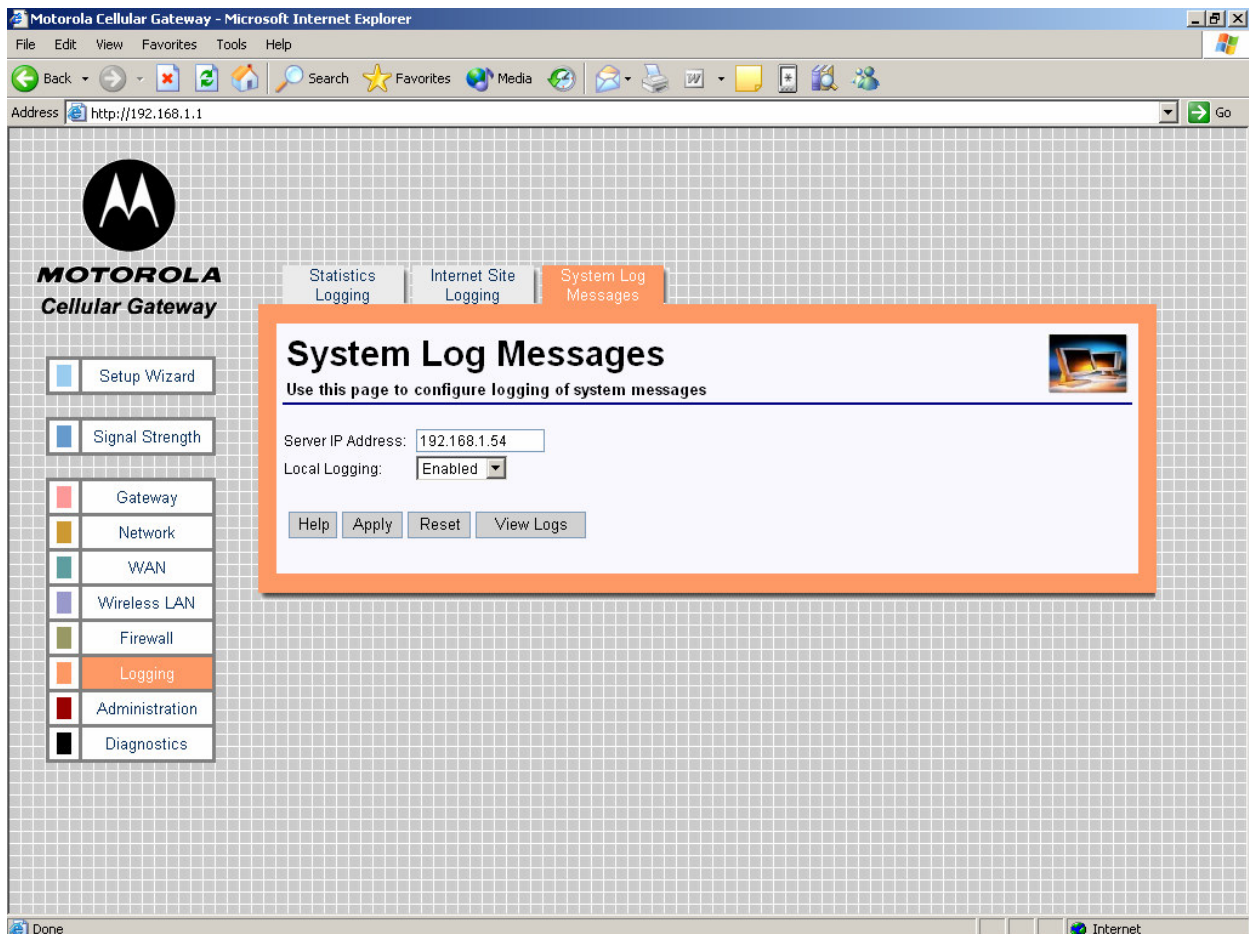 Motorola Cellular Gateway - Microsoft Internet Explorer
File Edit View Favorites Tools Help
Back Search Favorites Media
Address http://192.168.1.1 Go
MOTOROLA
Cellular Gateway
Statistics Logging
Internet Site Logging
System Log Messages
System Log Messages
Use this page to configure logging of system messages
Server IP Address: 192.168.1.54
Local Logging: Enabled
Help Apply Reset View Logs
Setup Wizard
Signal Strength
Gateway
Network
WAN
Wireless LAN
Firewall
Logging
Administration
Diagnostics
Done Internet